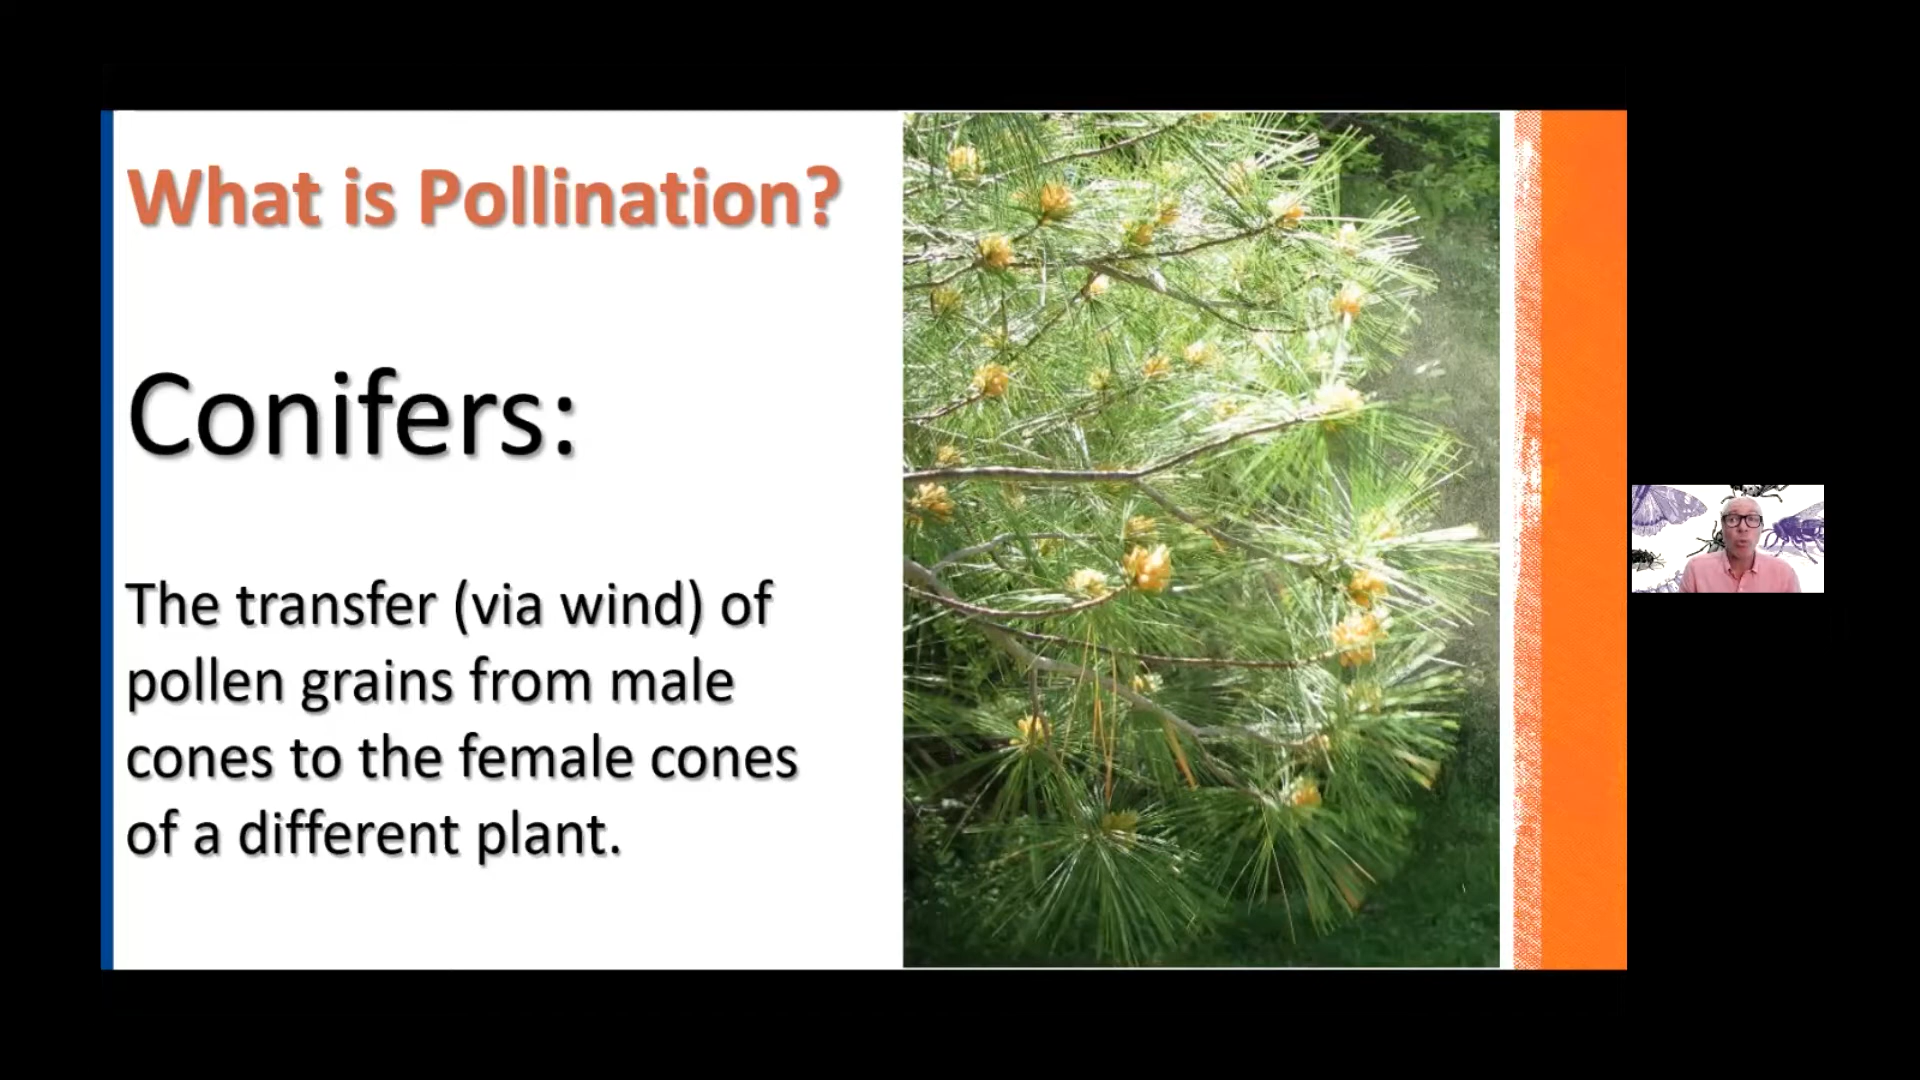 What is Pollination?
Conifers:
The transfer (via wind) of
pollen grains from male
cones to the female cones
of a different plant.